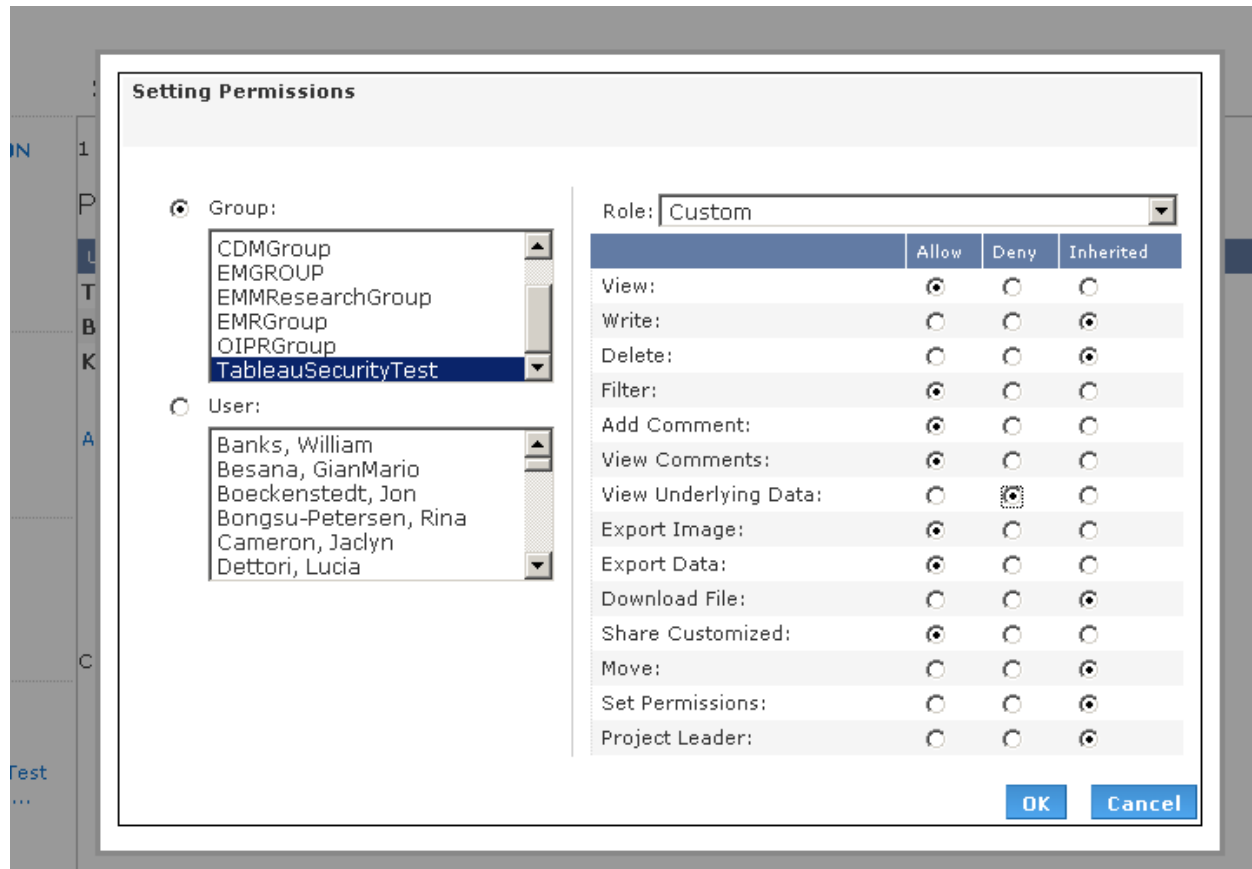 Setting Permissions
ON
1
P
T
B
K
A
C
Test
...
Group:
CDMGroup
EMGROUP
EMMResearchGroup
EMRGroup
OIPRGroup
TableauSecurityTest
User:
Banks, William
Besana, GianMario
Boeckenstedt, Jon
Bongsu-Petersen, Rina
Cameron, Jaclyn
Dettori, Lucia
Role: Custom
Allow Deny Inherited
View:
Write:
Delete:
Filter:
Add Comment:
View Comments:
View Underlying Data:
Export Image:
Export Data:
Download File:
Share Customized:
Move:
Set Permissions:
Project Leader:
OK Cancel